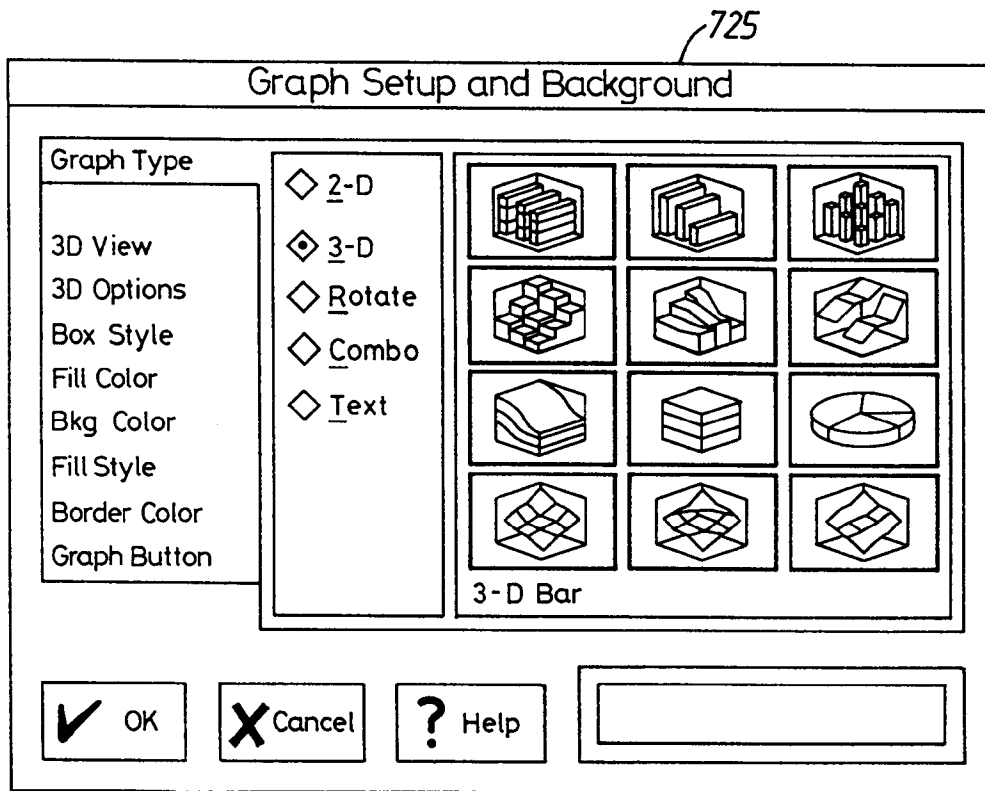 725
Graph Setup and Background
Graph Type
3D View
3D Options
Box Style
Fill Color
Bkg Color
Fill Style
Border Color
Graph Button
2-D
3-D
Rotate
Combo
Text
3-D Bar
OK
Cancel
? Help